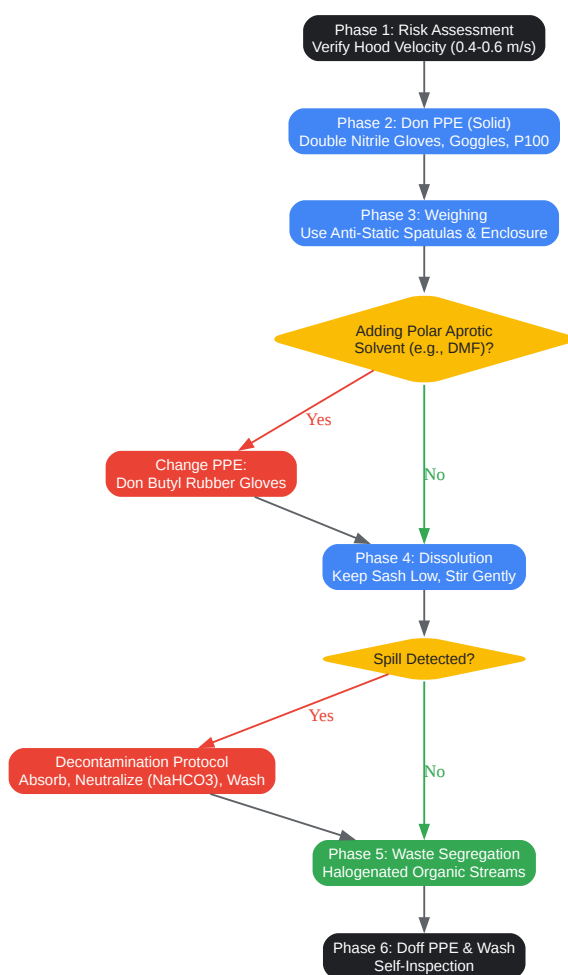 Phase 1: Risk Assessment
Verify Hood Velocity (0.4-0.6 m/s)
Phase 2: Don PPE (Solid)
Double Nitrile Gloves, Goggles, P100
Phase 3: Weighing
Use Anti-Static Spatulas & Enclosure
Adding Polar Aprotic
Solvent (e.g., DMF)?
Yes
Change PPE:
Don Butyl Rubber Gloves
No
Phase 4: Dissolution
Keep Sash Low, Stir Gently
Spill Detected?
Yes
Decontamination Protocol
Absorb, Neutralize (NaHCO3), Wash
No
Phase 5: Waste Segregation
Halogenated Organic Streams
Phase 6: Doff PPE & Wash
Self-Inspection